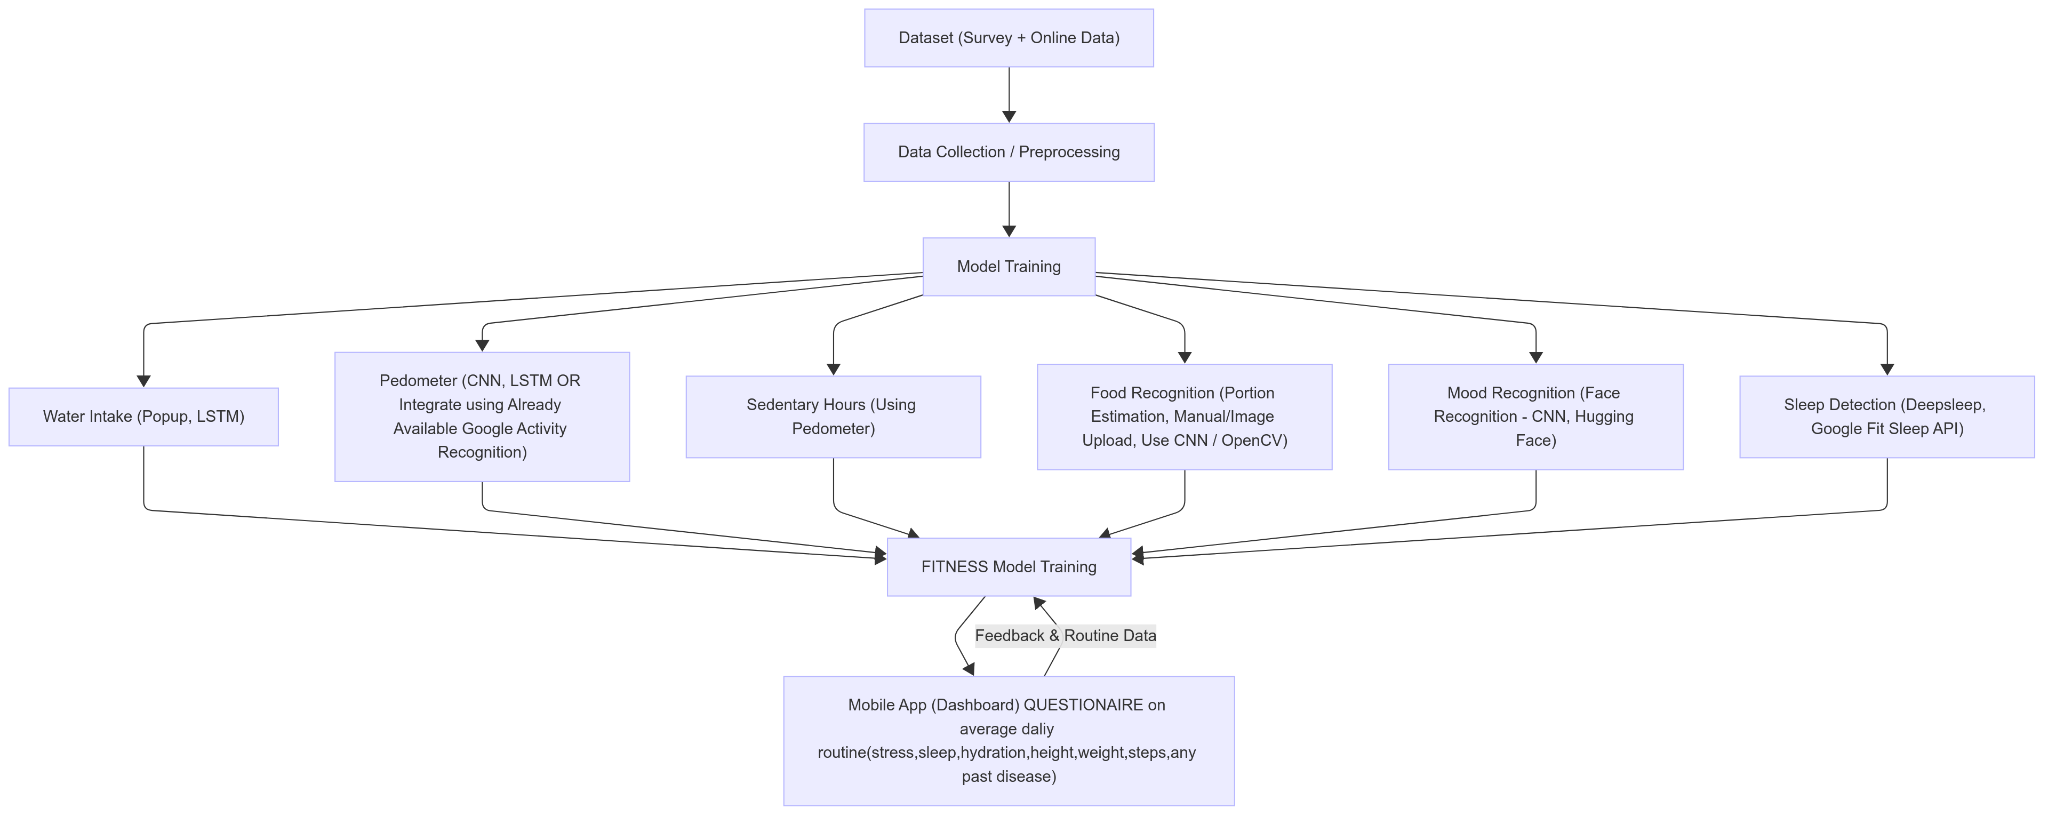 Dataset (Survey + Online Data)
Data Collection / Preprocessing
Model Training
Water Intake (Popup, LSTM)
Pedometer (CNN, LSTM OR
Integrate using Already
Available Google Activity
Recognition)
Sedentary Hours (Using
Pedometer)
Food Recognition (Portion
Estimation, Manual/Image
Upload, Use CNN / OpenCV)
Mood Recognition (Face
Recognition - CNN, Hugging
Face)
Sleep Detection (Deepsleep,
Google Fit Sleep API)
FITNESS Model Training
Feedback & Routine Data
Mobile App (Dashboard) QUESTIONAIRE on
average daliy
routine(stress,sleep,hydration,height,weight,steps,any
past disease)